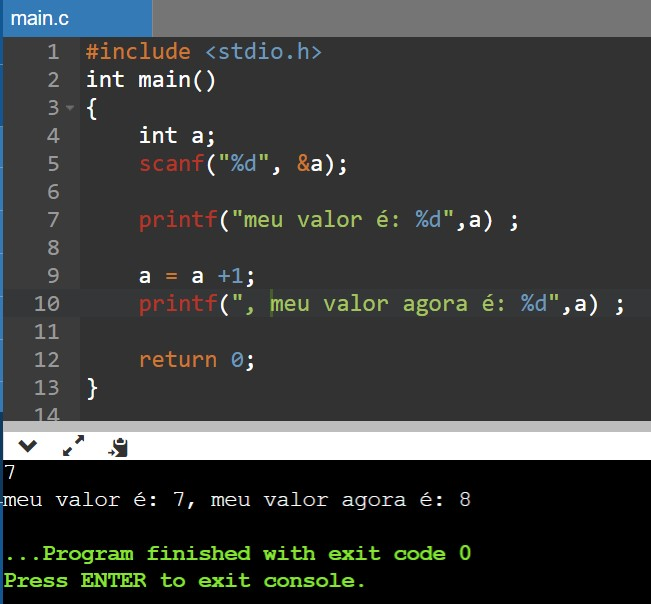 main.c
1 #include <stdio.h>
2 int main()
3 {
4 int a;
5 scanf("%d", &a);
6
7 printf("meu valor é: %d",a) ;
8
9 a = a +1;
10 printf(", meu valor agora é: %d",a) ;
11
12 return 0;
13 }
14
7
meu valor é: 7, meu valor agora é: 8
...Program finished with exit code 0
Press ENTER to exit console.